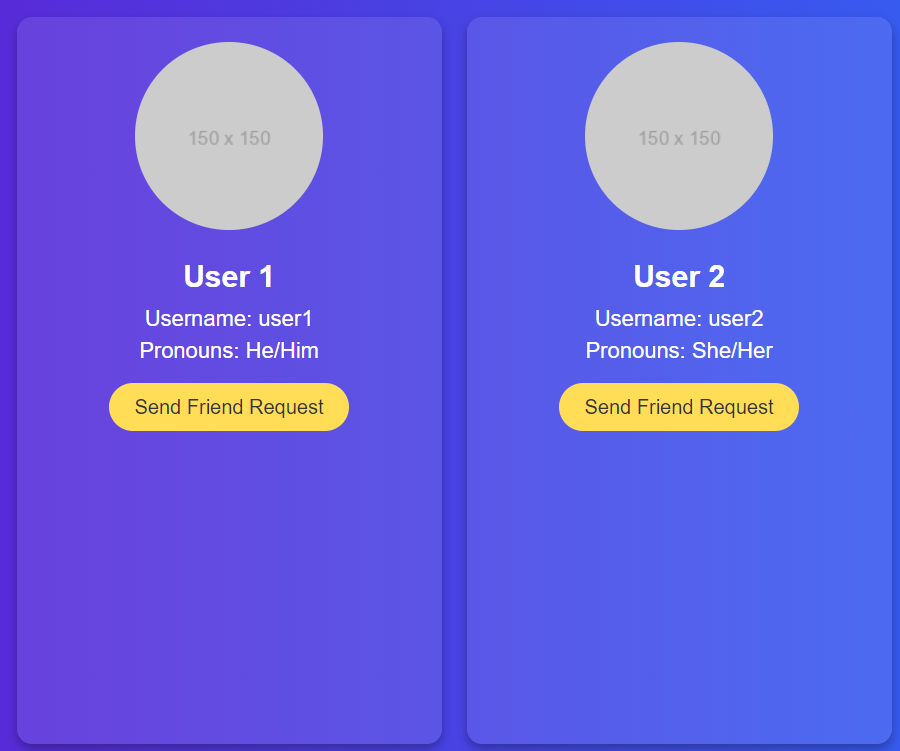 150 x 150
User 1
Username: user1
Pronouns: He/Him
Send Friend Request
150 x 150
User 2
Username: user2
Pronouns: She/Her
Send Friend Request